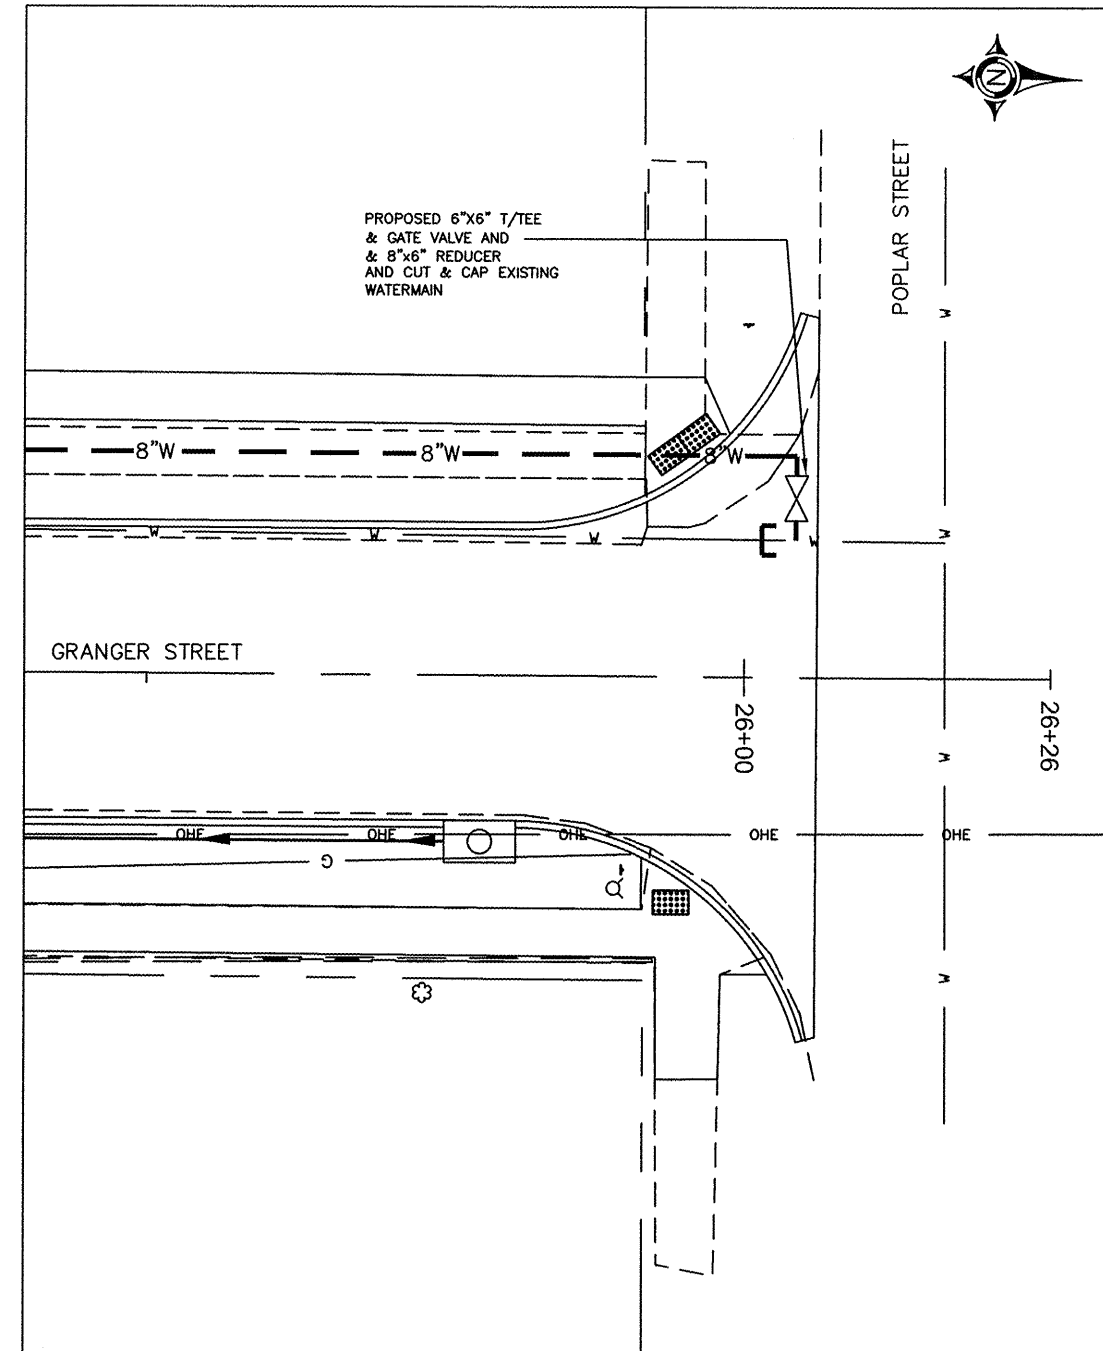 N
POPLAR STREET
PROPOSED 6"X6" T/TEE
& GATE VALVE AND
& 8"x6" REDUCER
AND CUT & CAP EXISTING
WATERMAIN
W
8"W
8"W
8"W
W
W
W
W
W
GRANGER STREET
26+00
26+26
W
OHE
OHE
OHE
OHE
OHE
G
W